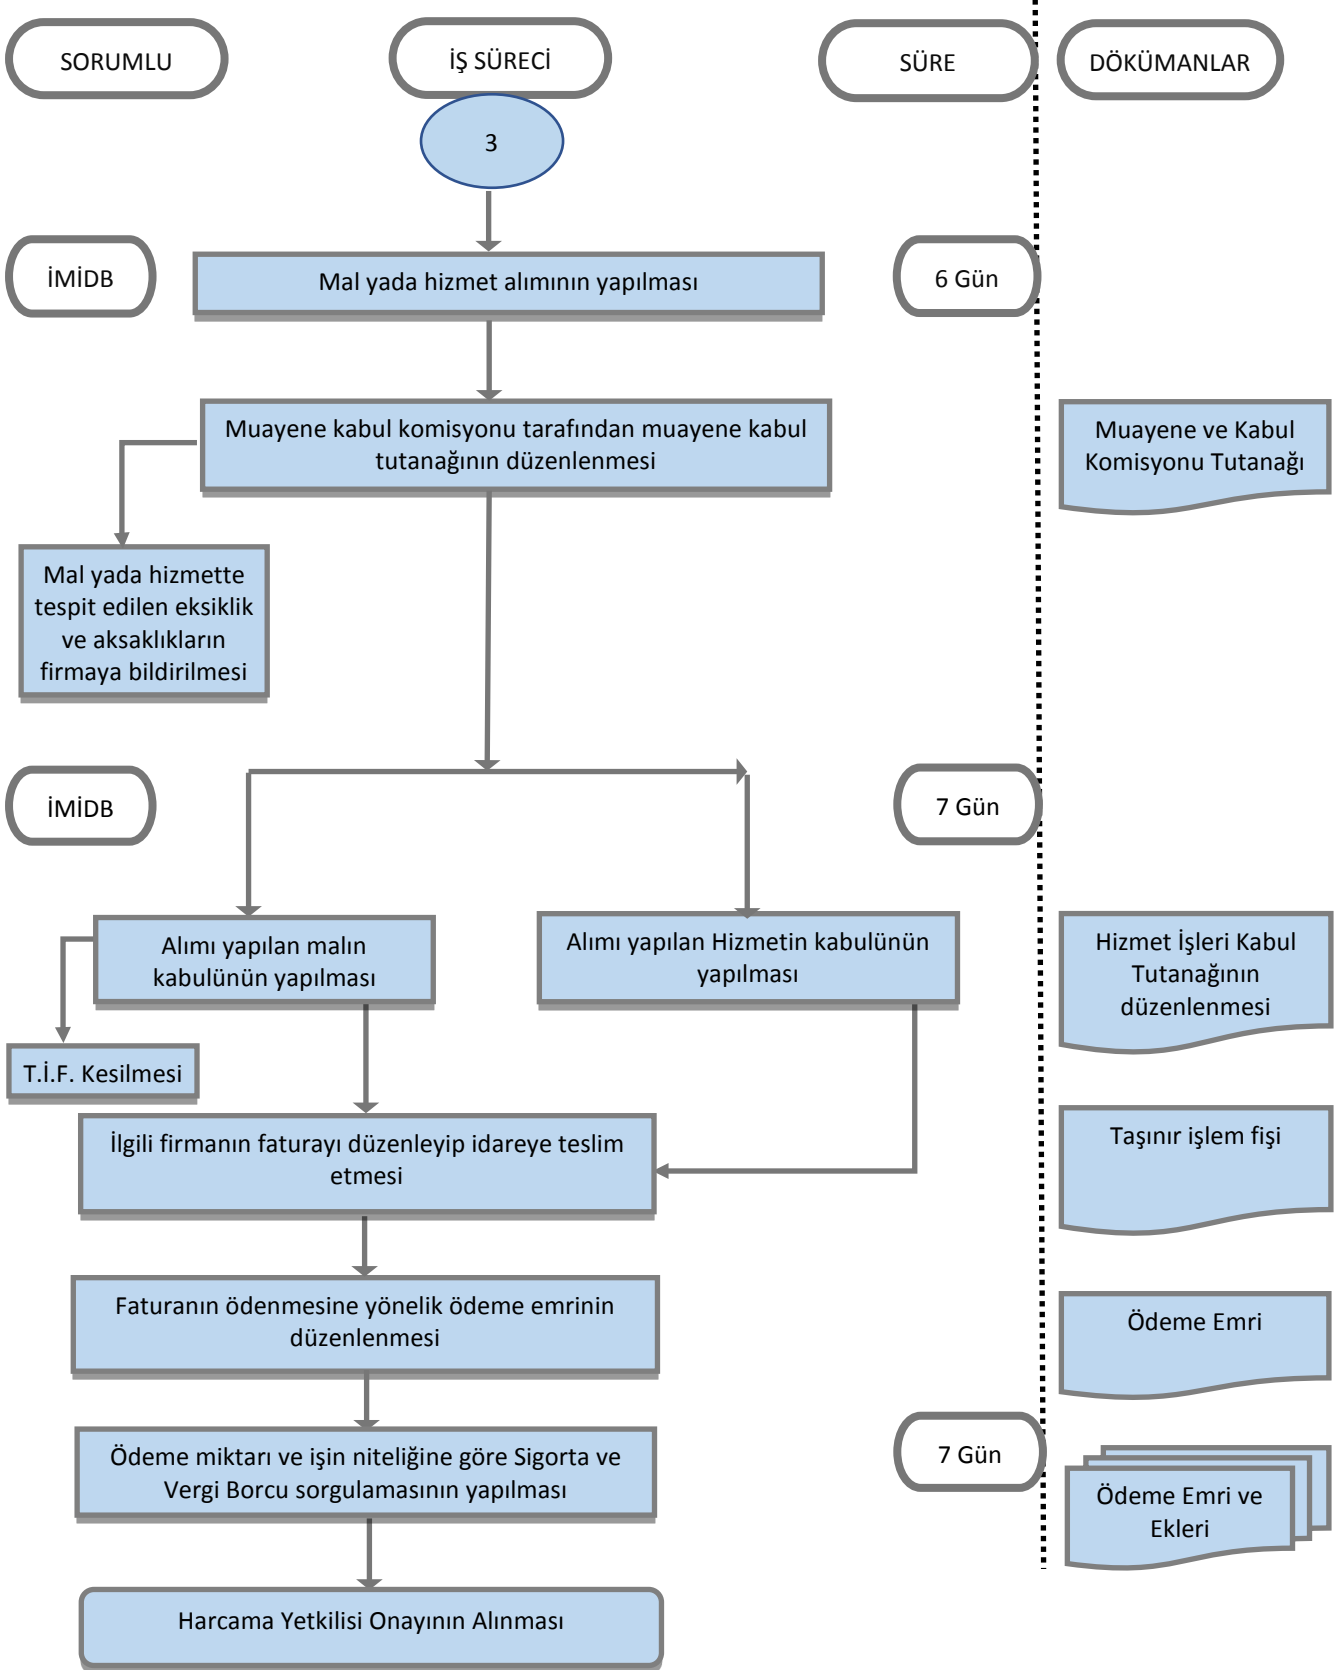 SORUMLU
İŞ SÜRECİ
SÜRE
DÖKÜMANLAR
3
İMİDB
Mal yada hizmet alımının yapılması
6 Gün
Muayene kabul komisyonu tarafından muayene kabul
tutanağının düzenlenmesi
Muayene ve Kabul
Komisyonu Tutanağı
Mal yada hizmette
tespit edilen eksiklik
ve aksaklıkların
firmaya bildirilmesi
İMİDB
7 Gün
Alımı yapılan malın
kabulünün yapılması
Alımı yapılan Hizmetin kabulünün
yapılması
Hizmet İşleri Kabul
Tutanağının
düzenlenmesi
T.İ.F. Kesilmesi
İlgili firmanın faturayı düzenleyip idareye teslim
etmesi
Taşınır işlem fişi
Faturanın ödenmesine yönelik ödeme emrinin
düzenlenmesi
Ödeme Emri
Ödeme miktarı ve işin niteliğine göre Sigorta ve
Vergi Borcu sorgulamasının yapılması
7 Gün
Ödeme Emri ve
Ekleri
Harcama Yetkilisi Onayının Alınması